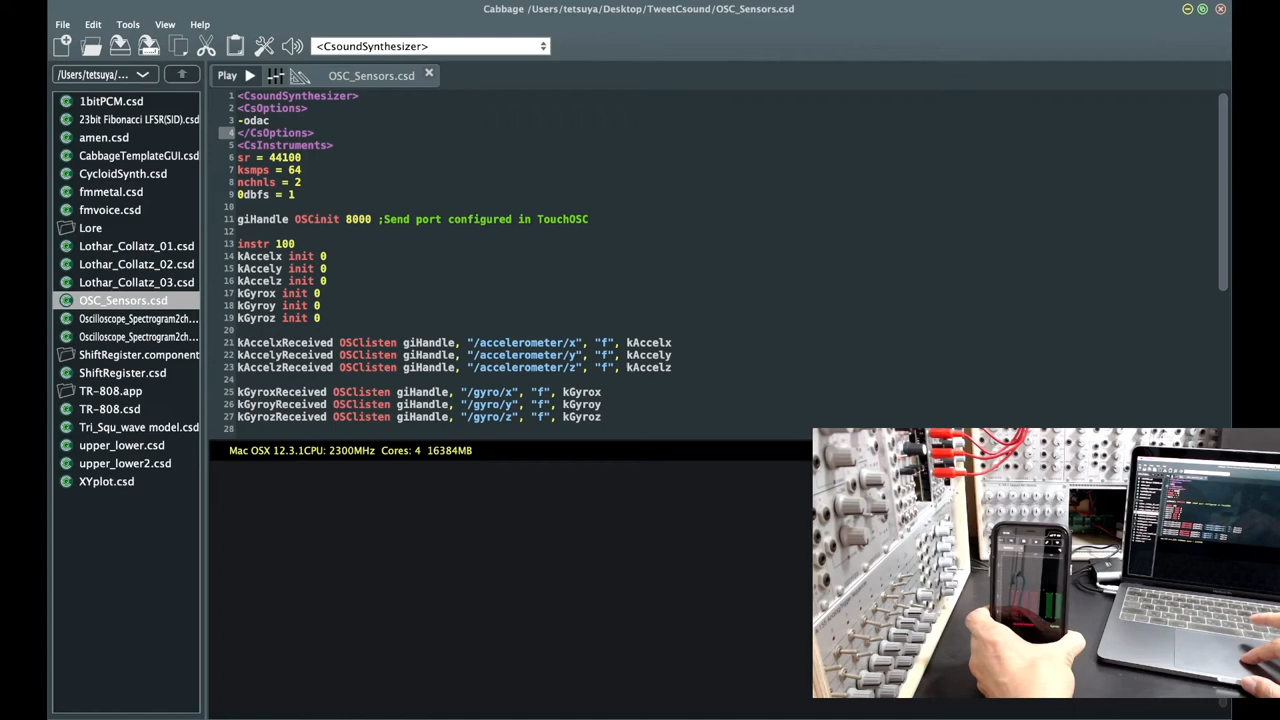 Cabbage /Users/tetsuya/Desktop/TweetCsound/OSC_Sensors.csd
File Edit Tools View Help
<CsoundSynthesizer>
/Users/tetsuya/...
Play
OSC_Sensors.csd
1bitPCM.csd
23bit Fibonacci LFSR(SID).csd
amen.csd
CabbageTemplateGUI.csd
CycloidSynth.csd
fmmetal.csd
fmvoice.csd
Lore
Lothar_Collatz_01.csd
Lothar_Collatz_02.csd
Lothar_Collatz_03.csd
OSC_Sensors.csd
Oscilloscope_Spectrogram2ch...
Oscilloscope_Spectrogram2ch...
ShiftRegister.component
ShiftRegister.csd
TR-808.app
TR-808.csd
Tri_Squ_wave model.csd
upper_lower.csd
upper_lower2.csd
XYplot.csd
1 <CsoundSynthesizer>
2 <CsOptions>
3 -odac
4 </CsOptions>
5 <CsInstruments>
6 sr = 44100
7 ksmps = 64
8 nchnls = 2
9 0dbfs = 1
10
11 giHandle OSCinit 8000 ;Send port configured in TouchOSC
12
13 instr 100
14 kAccelx init 0
15 kAccely init 0
16 kAccelz init 0
17 kGyrox init 0
18 kGyroy init 0
19 kGyroz init 0
20
21 kAccelxReceived OSClisten giHandle, "/accelerometer/x", "f", kAccelx
22 kAccelyReceived OSClisten giHandle, "/accelerometer/y", "f", kAccely
23 kAccelzReceived OSClisten giHandle, "/accelerometer/z", "f", kAccelz
24
25 kGyroxReceived OSClisten giHandle, "/gyro/x", "f", kGyrox
26 kGyroyReceived OSClisten giHandle, "/gyro/y", "f", kGyroy
27 kGyrozReceived OSClisten giHandle, "/gyro/z", "f", kGyroz
28
Mac OSX 12.3.1CPU: 2300MHz Cores: 4 16384MB